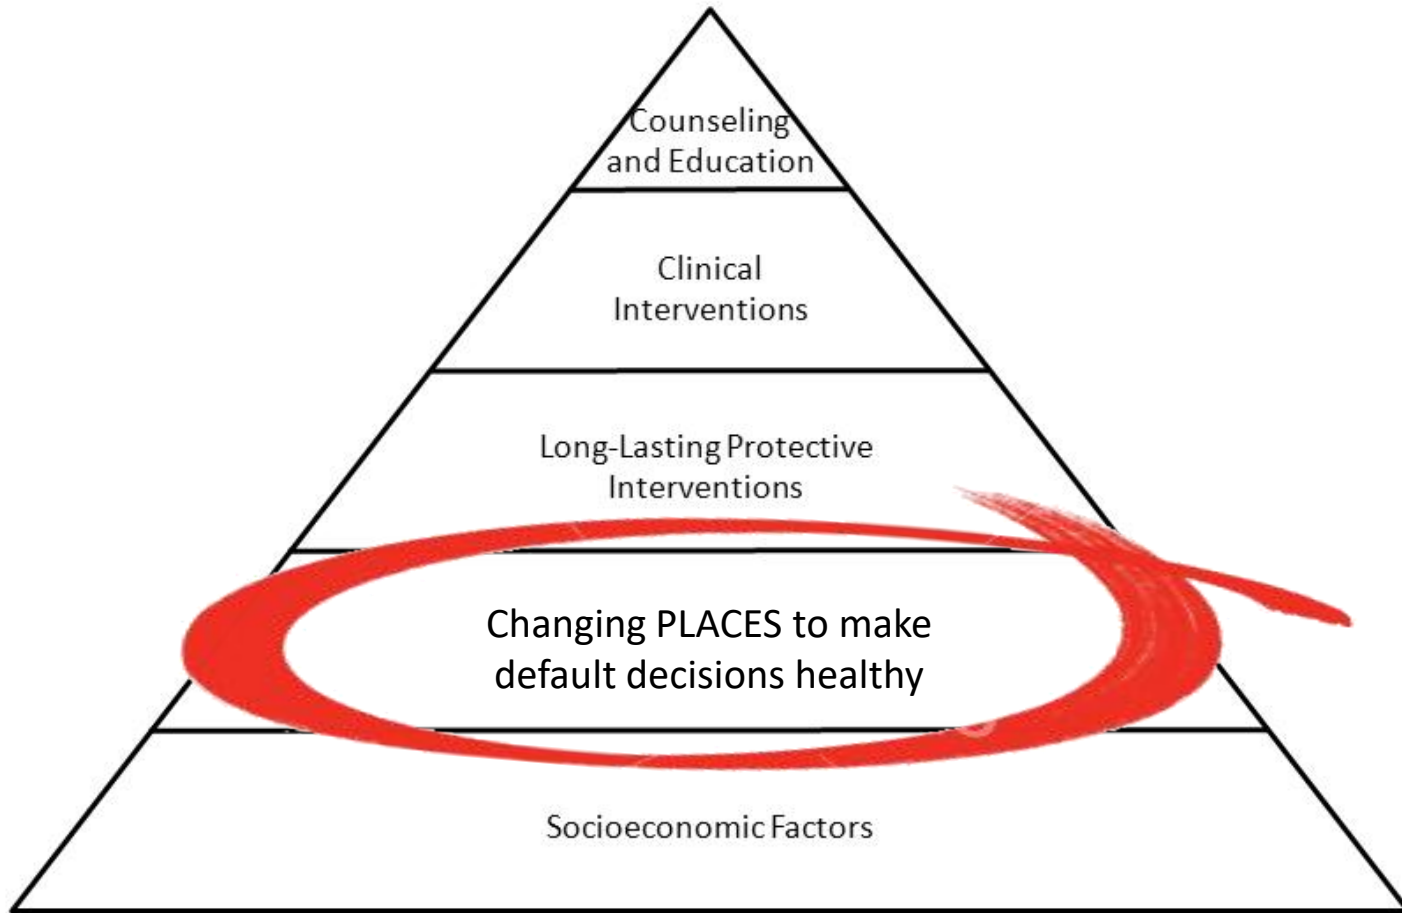 Counseling
and Education
Clinical
Interventions
Long-Lasting Protective
Interventions
Changing PLACES to make
default decisions healthy
Socioeconomic Factors